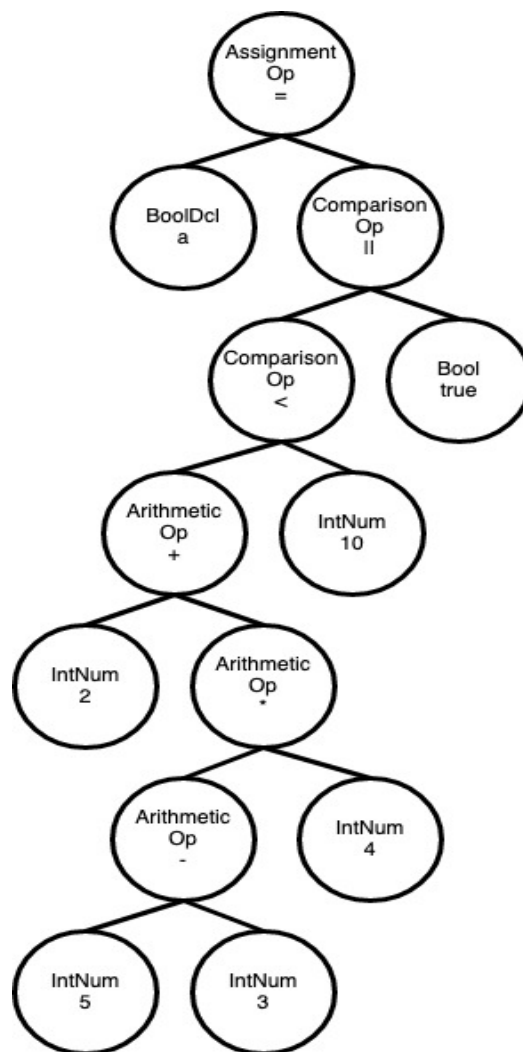 Assignment
Op
=
BoolDcl
a
Comparison
Op
||
Comparison
Op
<
Bool
true
Arithmetic
Op
+
IntNum
10
IntNum
2
Arithmetic
Op
*
Arithmetic
Op
-
IntNum
4
IntNum
5
IntNum
3